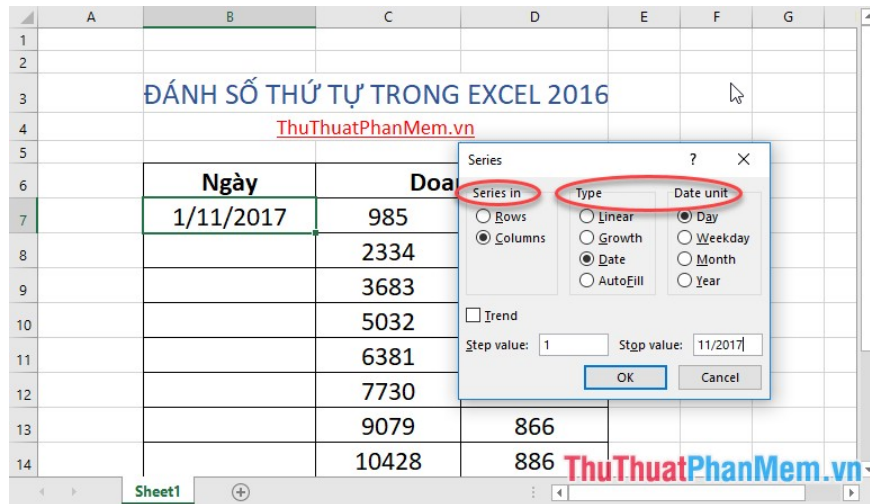 A B C D E F G
1
2
3 ĐÁNH SỐ THỨ TỰ TRONG EXCEL 2016
4 ThuThuatPhanMem.vn
5
Series ? ×
6 Ngày Doa
Series in Type Date unit
7 1/11/2017 985
Rows Linear Day
Columns Growth Weekday
8 2334
Date Month
9 3683
AutoFill Year
10 5032
Trend
Step value: 1 Stop value: 11/2017
11 6381
OK Cancel
12 7730
13 9079 866
14 10428 886
ThuThuatPhanMem.vn
Sheet1